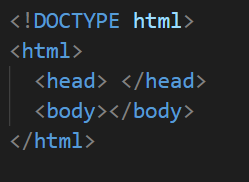 <!DOCTYPE html>
<html>
  <head> </head>
  <body></body>
</html>